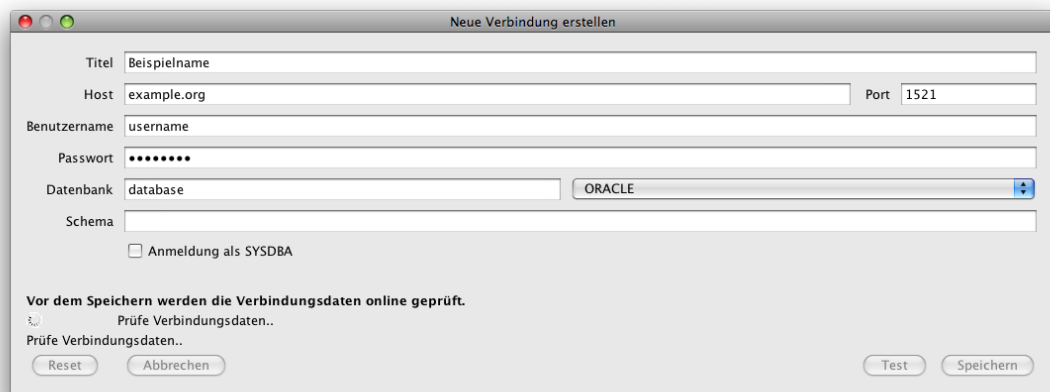 Neue Verbindung erstellen
Titel Beispielname
Host example.org Port 1521
Benutzername username
Passwort ••••••••
Datenbank database ORACLE
Schema
Anmeldung als SYSDBA
Vor dem Speichern werden die Verbindungsdaten online geprüft.
Prüfe Verbindungsdaten..
Prüfe Verbindungsdaten..
Reset Abbrechen Test Speichern